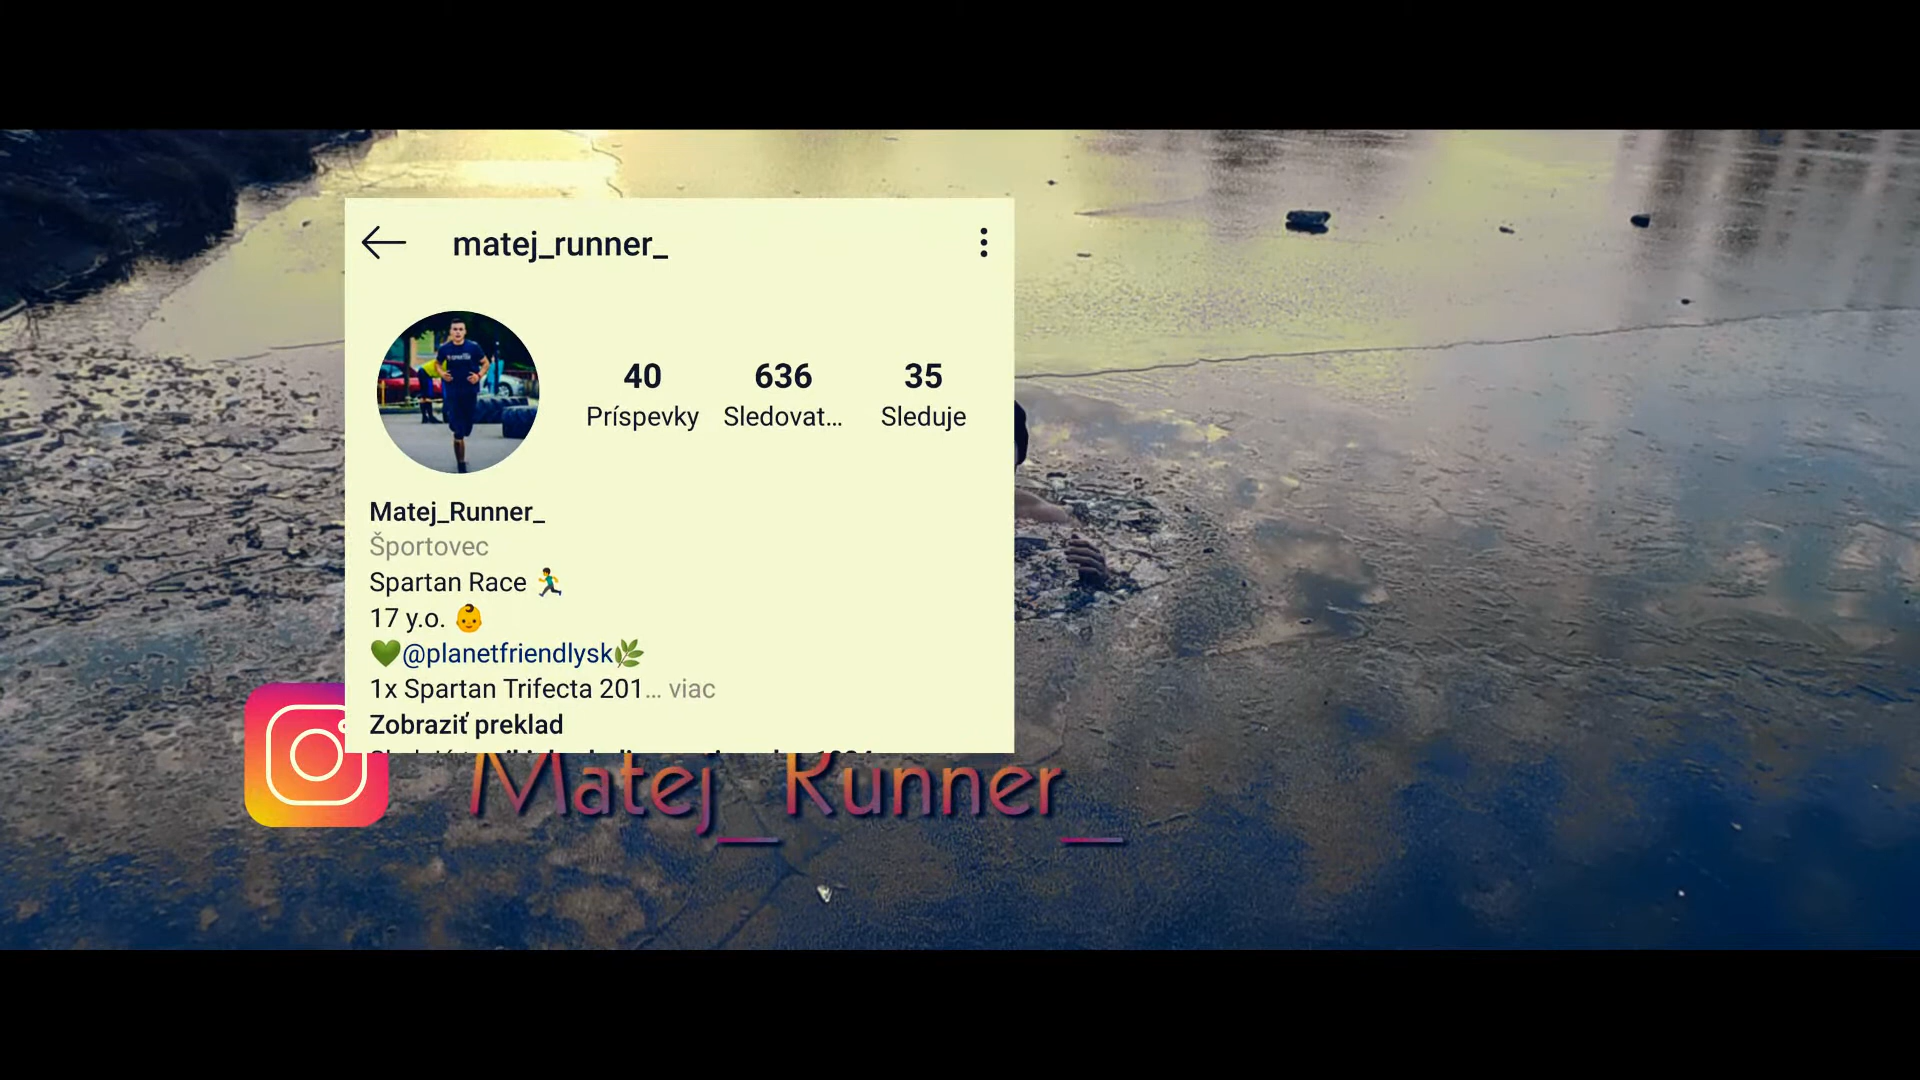 matej_runner_
40 636 35
Príspevky Sledovat... Sleduje
Matej_Runner_
Športovec
Spartan Race
17 y.o.
@planetfriendlysk
1x Spartan Trifecta 201... viac
Zobraziť preklad
Matej_Runner_